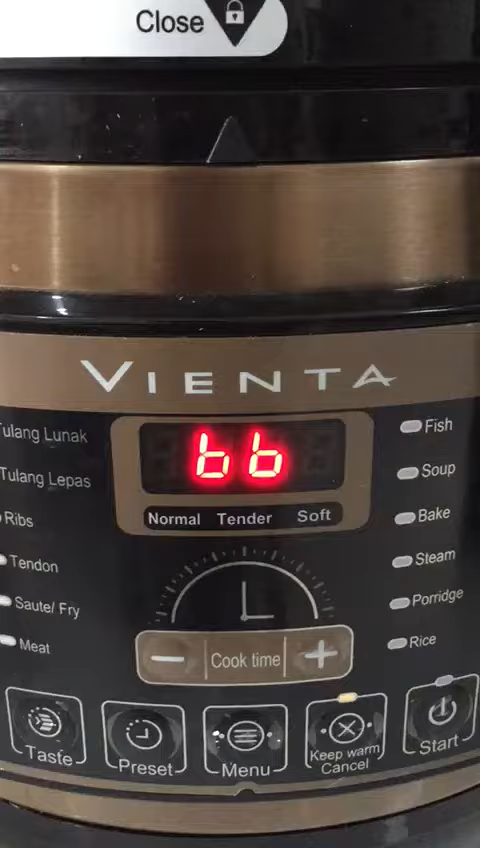 Close
VIENTA
Tulang Lunak
Tulang Lepas
Ribs
Tendon
Saute/ Fry
Meat
bb
Normal Tender Soft
Fish
Soup
Bake
Steam
Porridge
Rice
− Cook time +
Taste
Preset
Menu
Keep warm
Cancel
Start